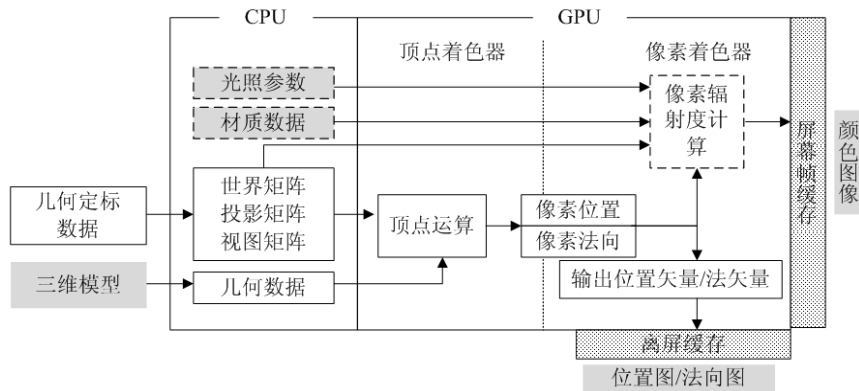 CPU
GPU
顶点着色器
像素着色器
光照参数
材质数据
像素辐
射度计
算
世界矩阵
投影矩阵
视图矩阵
几何定标
数据
顶点运算
像素位置
像素法向
三维模型
几何数据
输出位置矢量/法矢量
屏幕帧缓存
颜色图像
离屏缓存
位置图/法向图